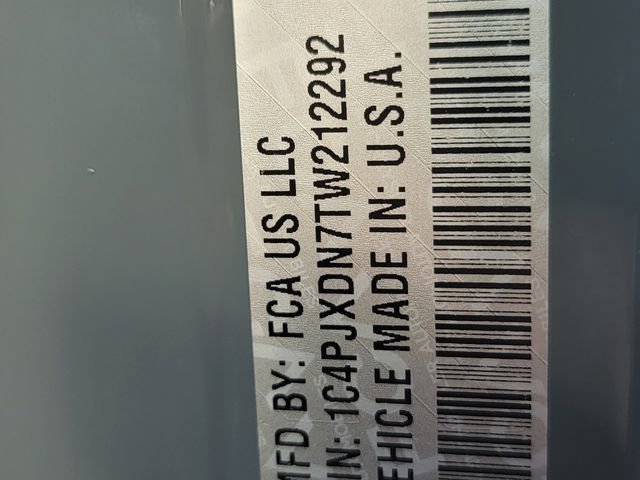 MFD BY: FCA US LLC
IN: 1C4PJXDN7TW212292
EHICLE MADE IN: U.S.A.